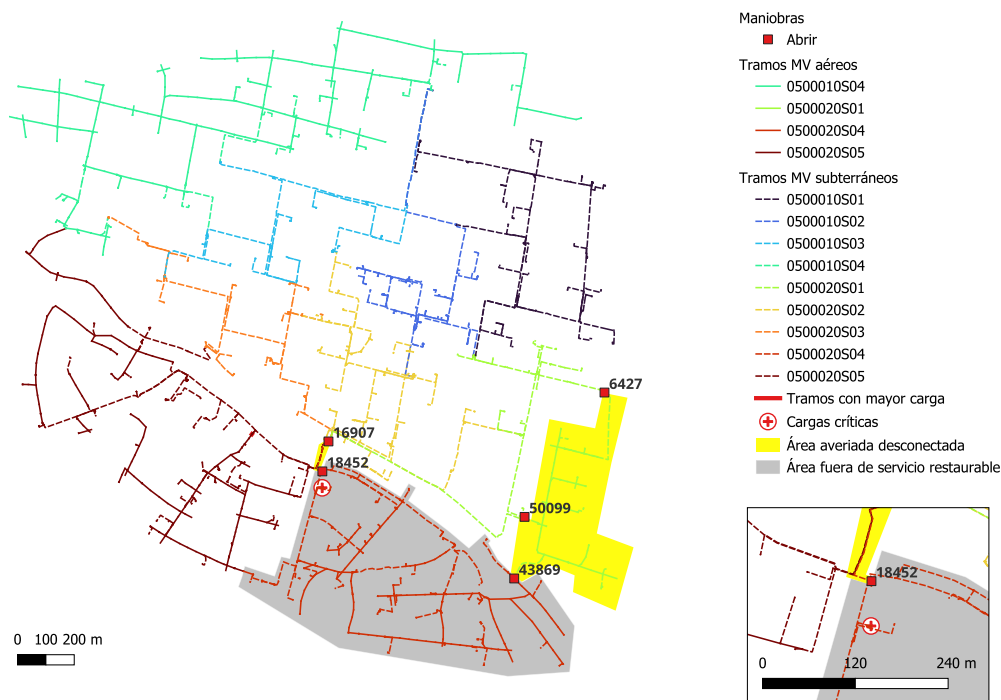 Maniobras
Abrir
Tramos MV aéreos
0500010S04
0500020S01
0500020S04
0500020S05
Tramos MV subterráneos
0500010S01
0500010S02
0500010S03
0500010S04
0500020S01
0500020S02
0500020S03
0500020S04
0500020S05
Tramos con mayor carga
Cargas críticas
Área averiada desconectada
Área fuera de servicio restaurable
6427
16907
18452
50099
43869
0 100 200 m
18452
0 120 240 m